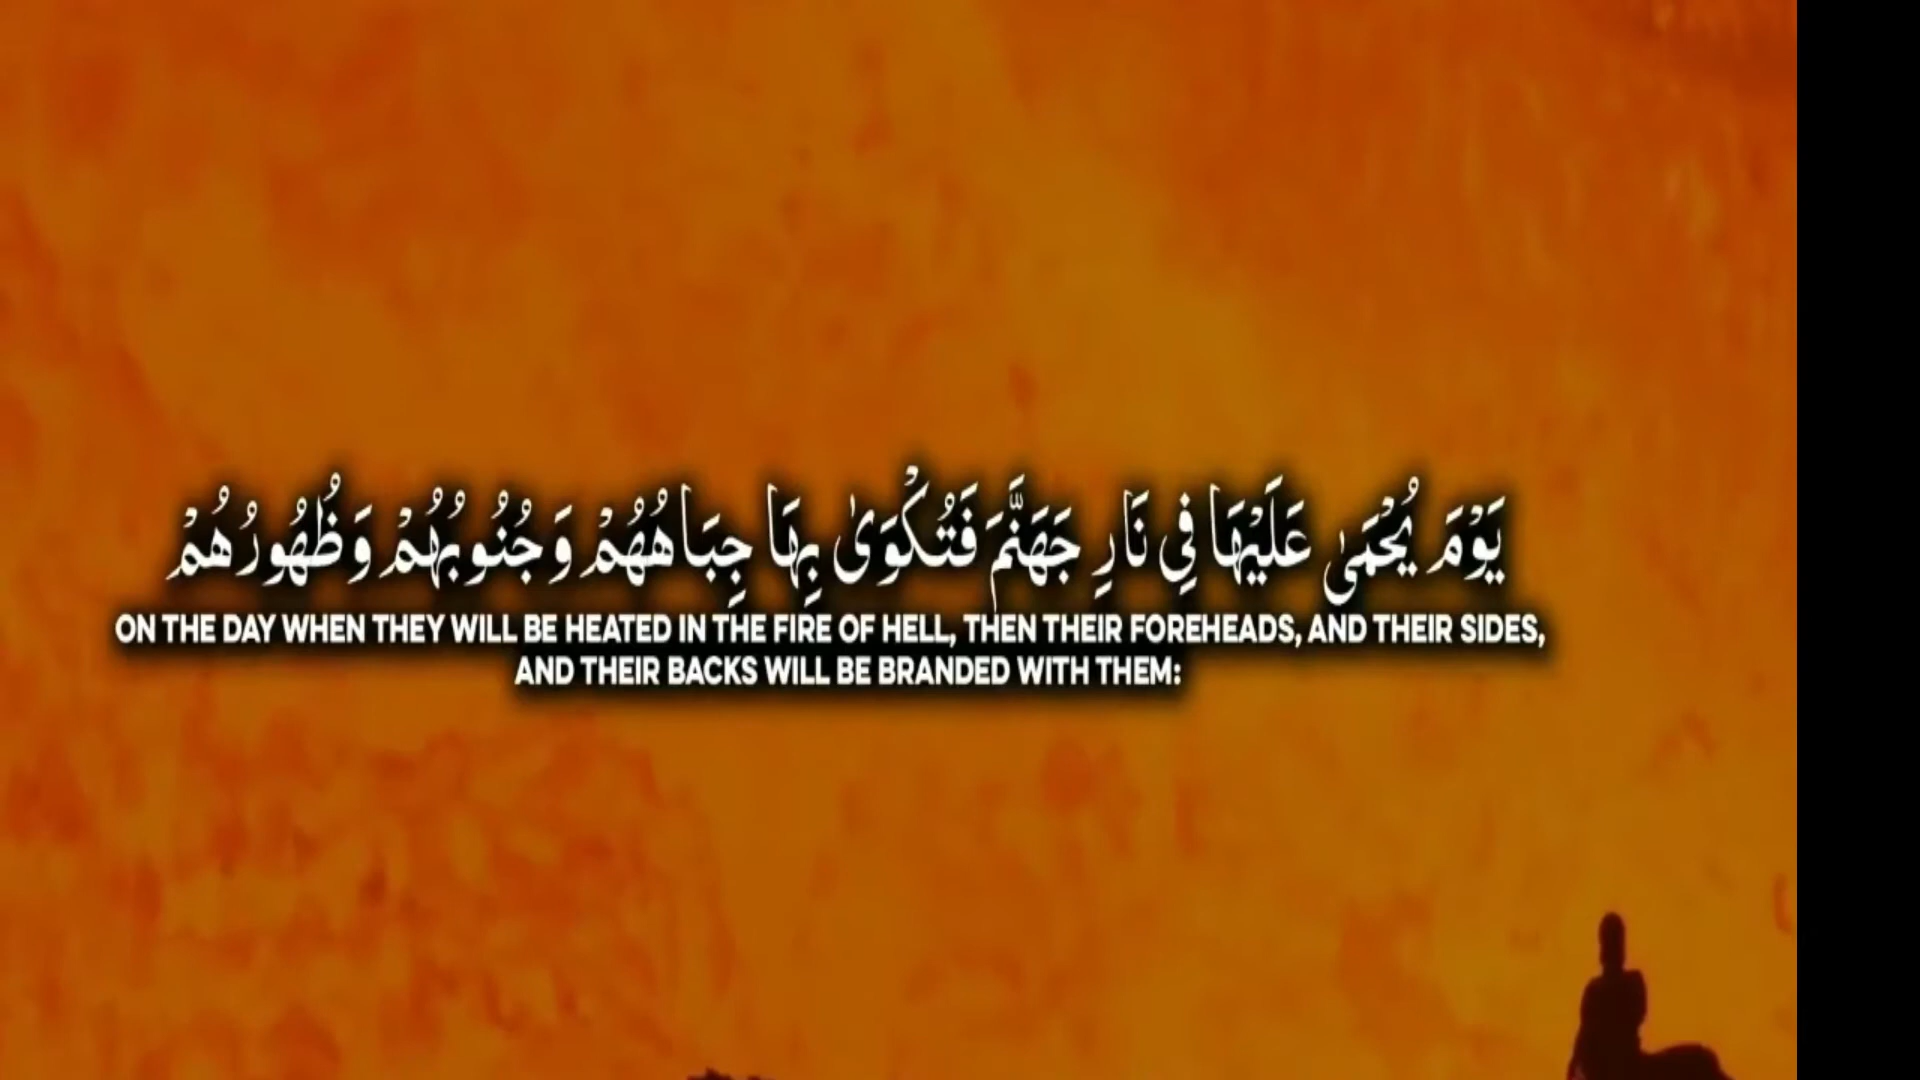 يَوْمَ يُحْمَىٰ عَلَيْهَا فِي نَارِ جَهَنَّمَ فَتُكْوَىٰ بِهَا جِبَاهُهُمْ وَجُنُوبُهُمْ وَظُهُورُهُمْ
ON THE DAY WHEN THEY WILL BE HEATED IN THE FIRE OF HELL, THEN THEIR FOREHEADS, AND THEIR SIDES,
AND THEIR BACKS WILL BE BRANDED WITH THEM: